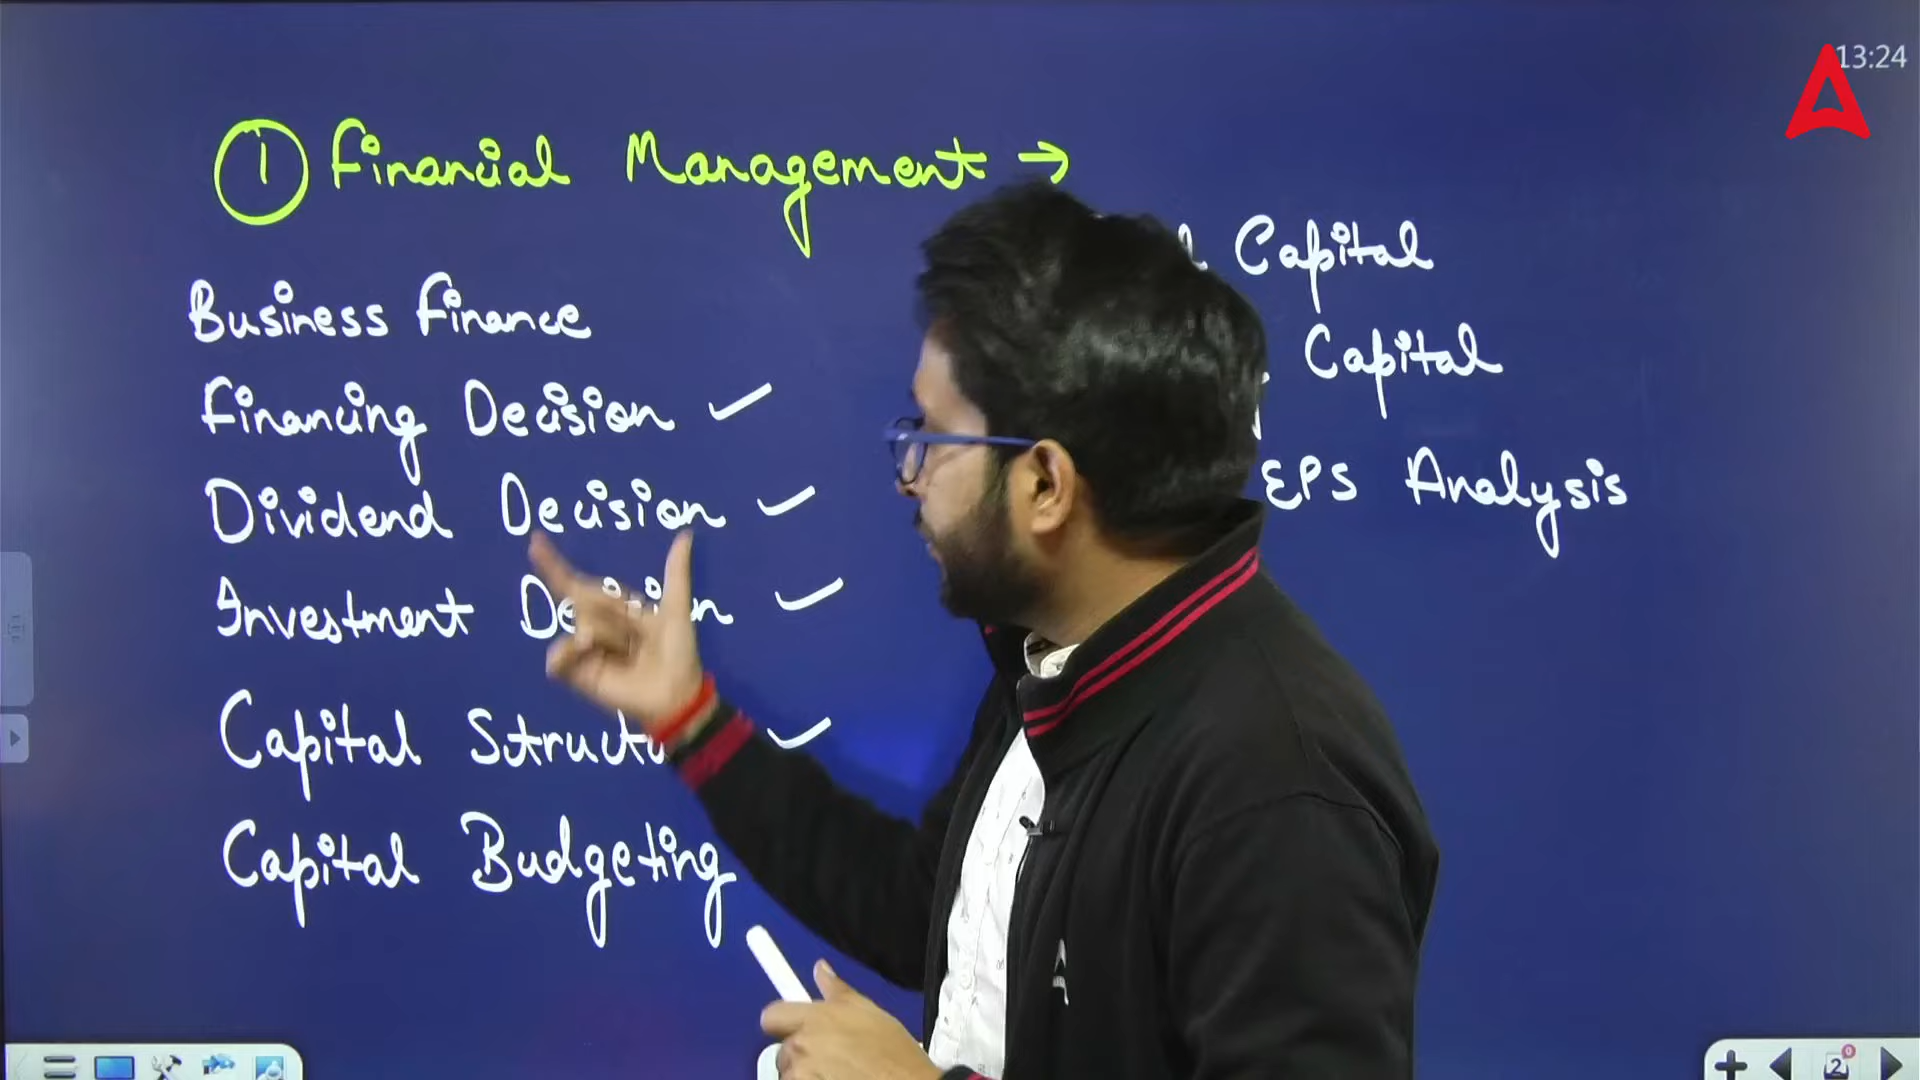 13:24
1 Financial Management →
Business Finance
Financing Decision ✓
Dividend Decision ✓
Investment ✓
Capital ✓
Capital Budgeting
Capital
Capital
EPS Analysis
2